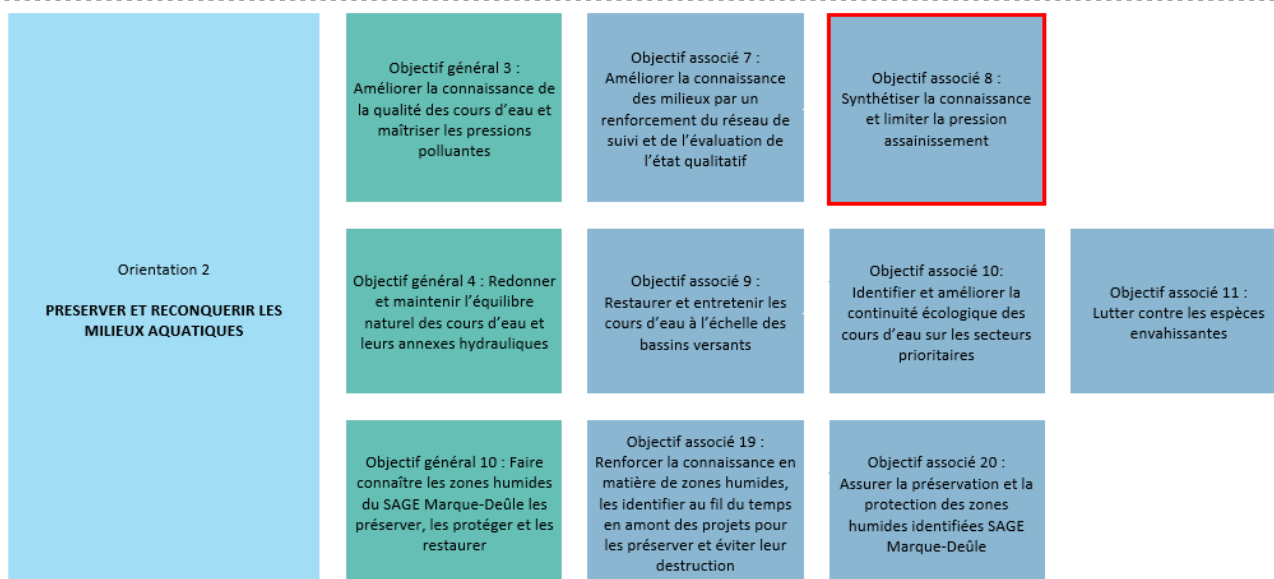 Orientation 2
PRESERVER ET RECONQUERIR LES
MILIEUX AQUATIQUES
Objectif général 3 :
Améliorer la connaissance de
la qualité des cours d'eau et
maîtriser les pressions
polluantes
Objectif associé 7 :
Améliorer la connaissance
des milieux par un
renforcement du réseau de
suivi et de l'évaluation de
l'état qualitatif
Objectif associé 8 :
Synthétiser la connaissance
et limiter la pression
assainissement
Objectif général 4 : Redonner
et maintenir l'équilibre
naturel des cours d'eau et
leurs annexes hydrauliques
Objectif associé 9 :
Restaurer et entretenir les
cours d'eau à l'échelle des
bassins versants
Objectif associé 10:
Identifier et améliorer la
continuité écologique des
cours d'eau sur les secteurs
prioritaires
Objectif associé 11 :
Lutter contre les espèces
envahissantes
Objectif général 10 : Faire
connaître les zones humides
du SAGE Marque-Deûle les
préserver, les protéger et les
restaurer
Objectif associé 19 :
Renforcer la connaissance en
matière de zones humides,
les identifier au fil du temps
en amont des projets pour
les préserver et éviter leur
destruction
Objectif associé 20 :
Assurer la préservation et la
protection des zones
humides identifiées SAGE
Marque-Deûle